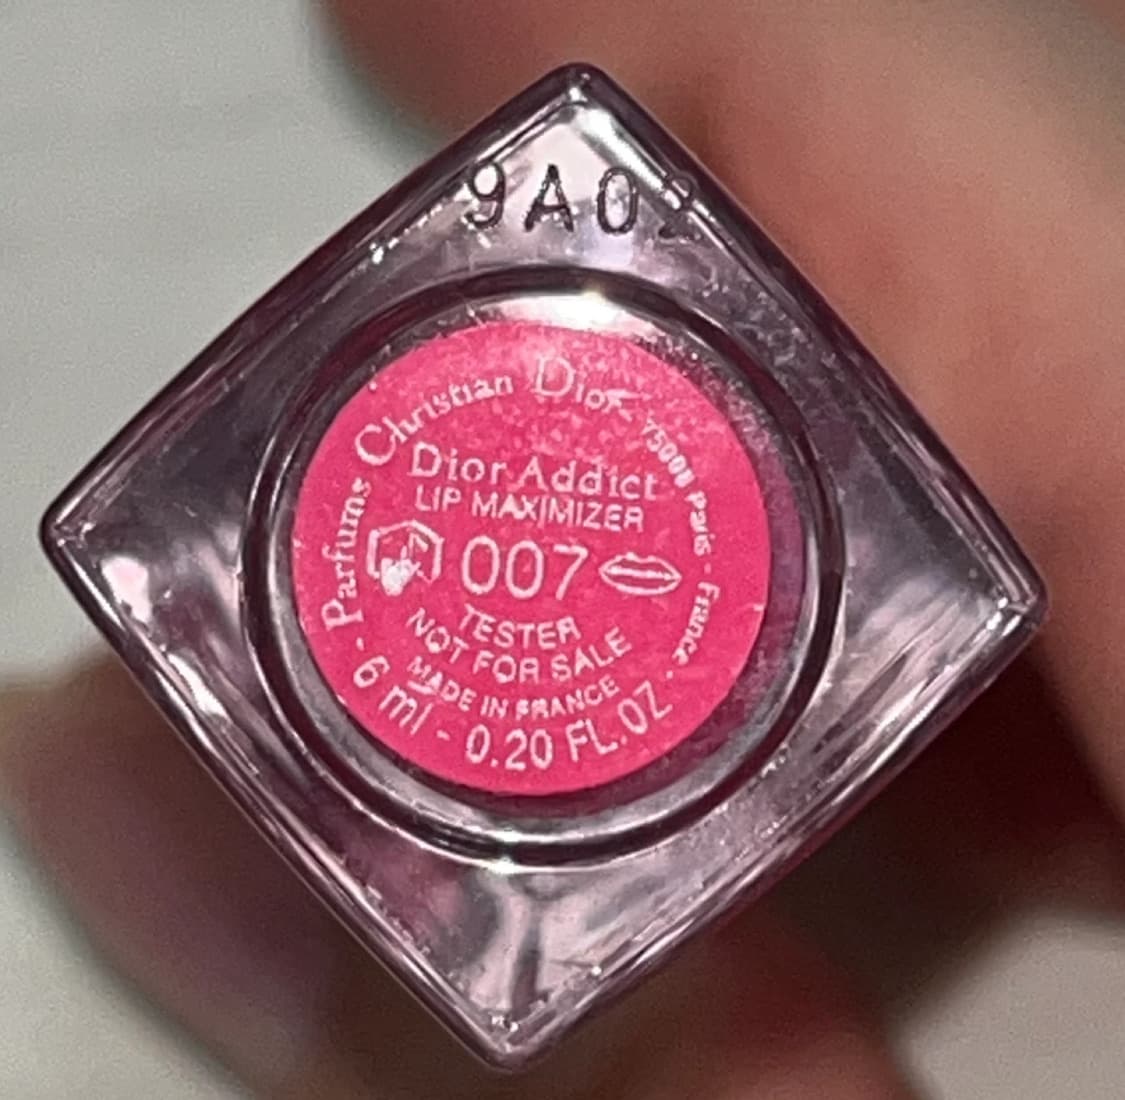 9A02
Parfums Christian Dior - 75008 Paris - France -
Dior Addict
LIP MAXIMIZER
007
TESTER
NOT FOR SALE
MADE IN FRANCE
- 6 ml - 0.20 FL.OZ -